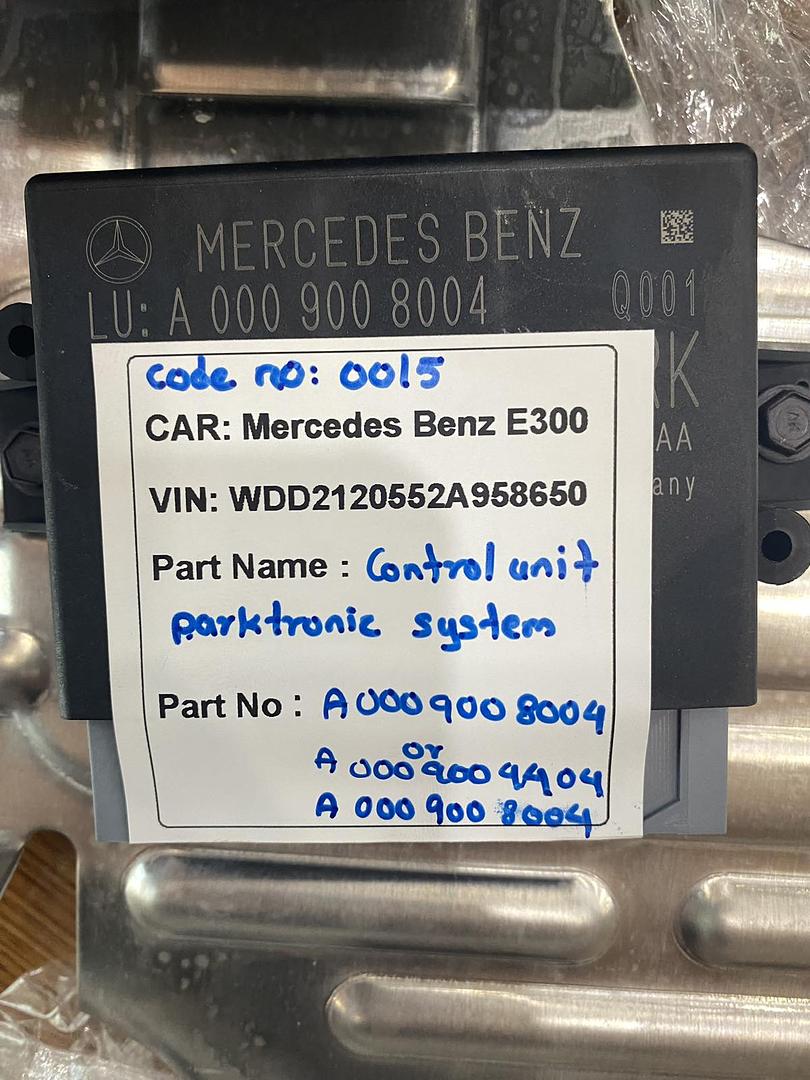 MERCEDES BENZ
LU: A 000 900 8004 Q001
RK
AA
any
code no: 0015
CAR: Mercedes Benz E300
VIN: WDD2120552A958650
Part Name : Control unit
parktronic system
Part No : A 000 900 8004
or
A 000 900 4404
A 000 900 8004